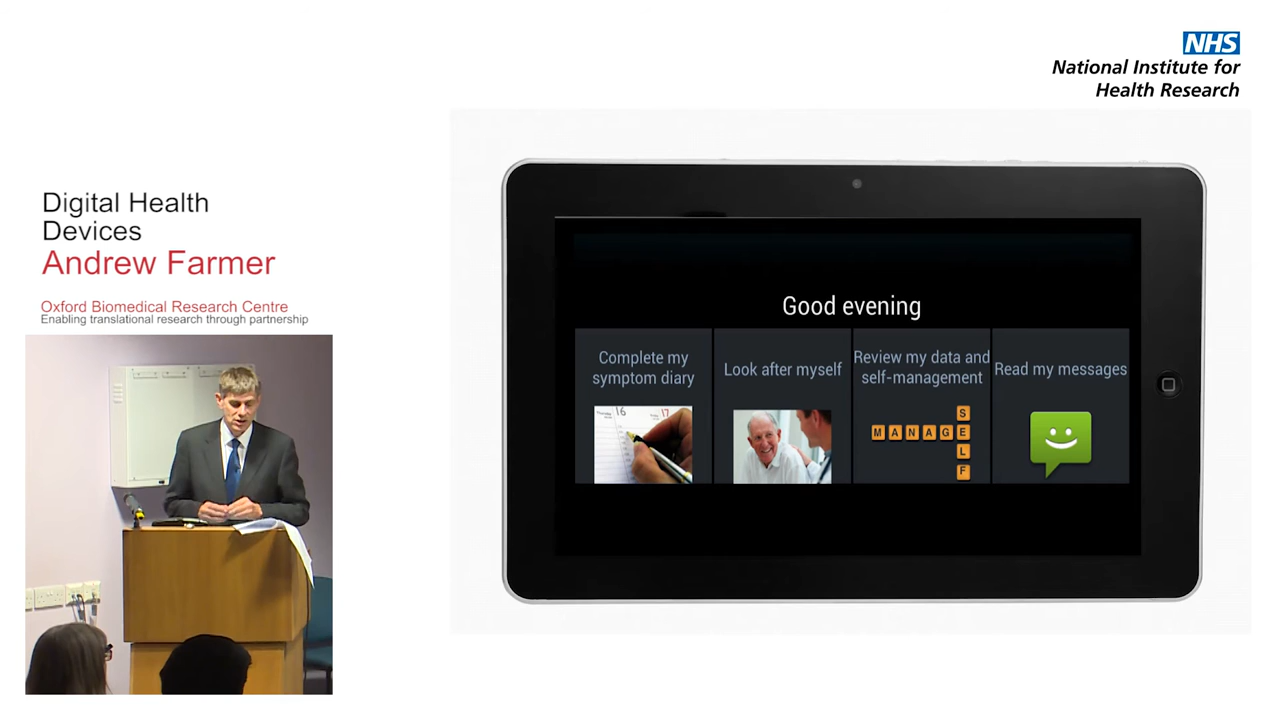 NHS
National Institute for
Health Research
Digital Health
Devices
Andrew Farmer
Oxford Biomedical Research Centre
Enabling translational research through partnership
Good evening
Complete my
symptom diary
Look after myself
Review my data and
self-management
Read my messages
16
17
MANAGE
SELF